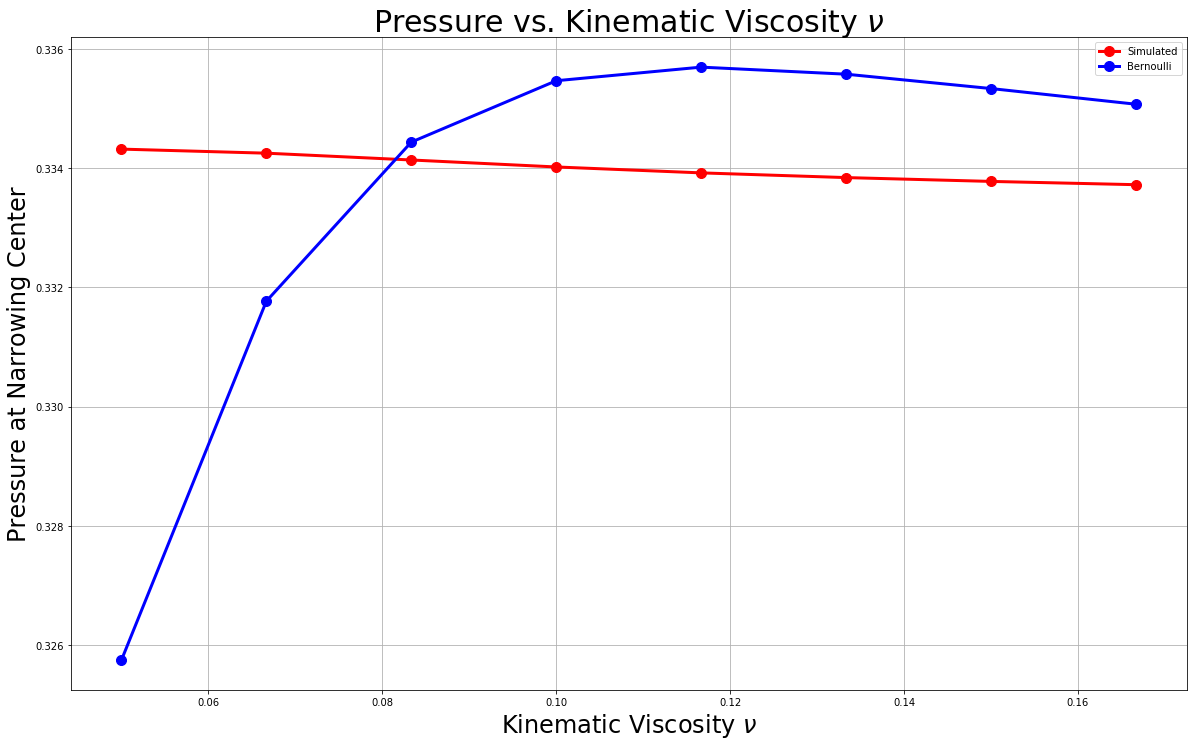 Pressure vs. Kinematic Viscosity ν
Simulated
Bernoulli
Pressure at Narrowing Center
0.336
0.334
0.332
0.330
0.328
0.326
0.06 0.08 0.10 0.12 0.14 0.16
Kinematic Viscosity ν